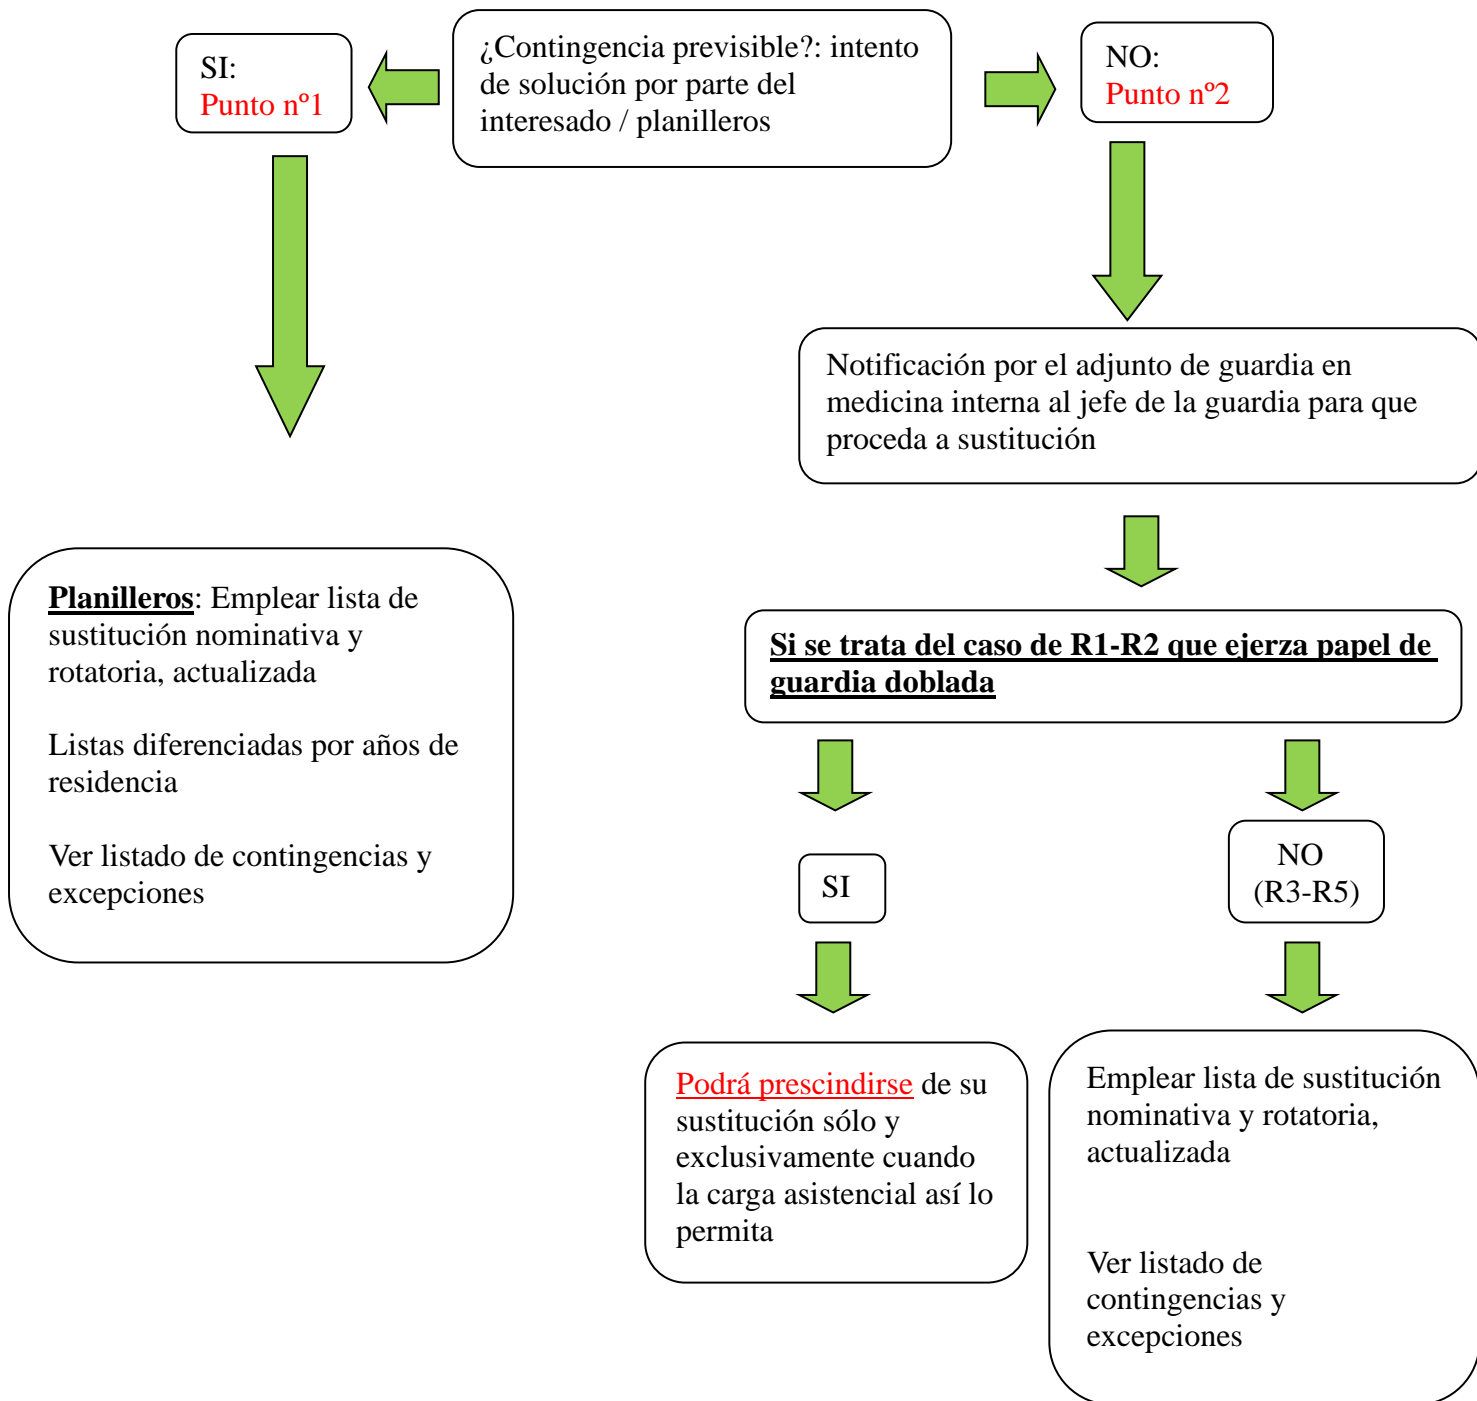 ¿Contingencia previsible?: intento
de solución por parte del
interesado / planilleros
SI:
Punto nº1
NO:
Punto nº2
Planilleros: Emplear lista de
sustitución nominativa y
rotatoria, actualizada
Listas diferenciadas por años de
residencia
Ver listado de contingencias y
excepciones
Notificación por el adjunto de guardia en
medicina interna al jefe de la guardia para que
proceda a sustitución
Si se trata del caso de R1-R2 que ejerza papel de
guardia doblada
SI
NO
(R3-R5)
Podrá prescindirse de su
sustitución sólo y
exclusivamente cuando
la carga asistencial así lo
permita
Emplear lista de sustitución
nominativa y rotatoria,
actualizada
Ver listado de
contingencias y
excepciones